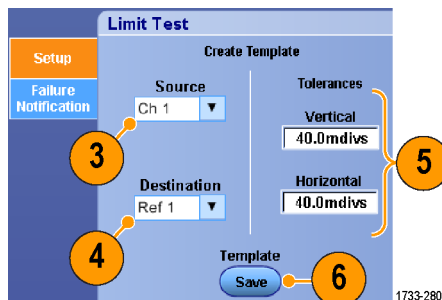 Limit Test
Setup
Failure
Notification
Create Template
Source
Ch 1
3
Destination
Ref 1
4
Tolerances
Vertical
40.0mdivs
Horizontal
40.0mdivs
5
Template
Save
6
1733-280